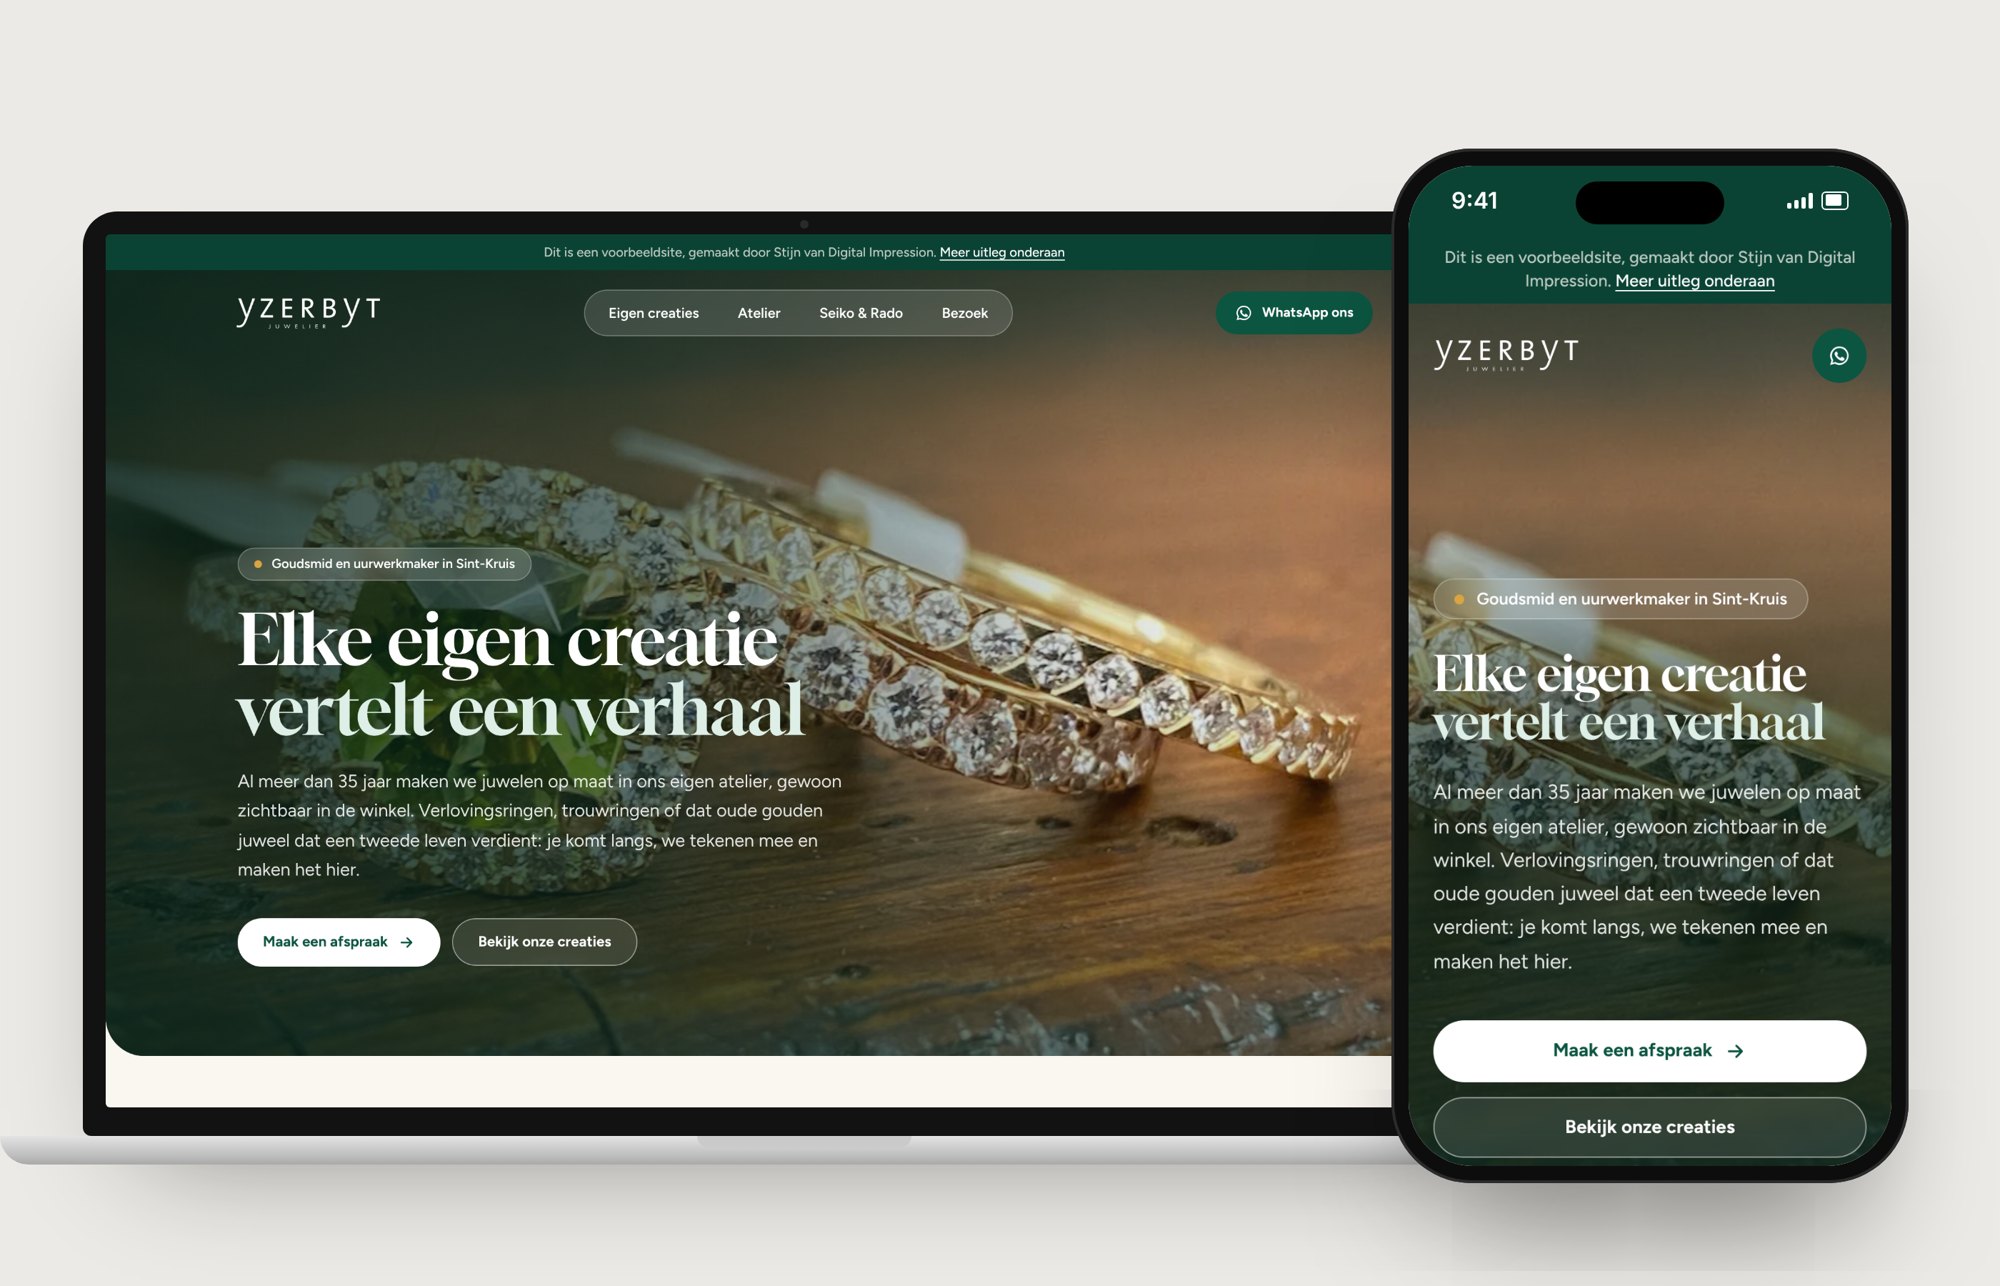 Dit is een voorbeeldsite, gemaakt door Stijn van Digital Impression. Meer uitleg onderaan
yzerbyt
JUWELIER
Eigen creaties
Atelier
Seiko & Rado
Bezoek
WhatsApp ons
Goudsmid en uurwerkmaker in Sint-Kruis
Elke eigen creatie
vertelt een verhaal
Al meer dan 35 jaar maken we juwelen op maat in ons eigen atelier, gewoon
zichtbaar in de winkel. Verlovingsringen, trouwringen of dat oude gouden
juweel dat een tweede leven verdient: je komt langs, we tekenen mee en
maken het hier.
Maak een afspraak
Bekijk onze creaties
9:41
Dit is een voorbeeldsite, gemaakt door Stijn van Digital
Impression. Meer uitleg onderaan
yzerbyt
JUWELIER
Goudsmid en uurwerkmaker in Sint-Kruis
Elke eigen creatie
vertelt een verhaal
Al meer dan 35 jaar maken we juwelen op maat
in ons eigen atelier, gewoon zichtbaar in de
winkel. Verlovingsringen, trouwringen of dat
oude gouden juweel dat een tweede leven
verdient: je komt langs, we tekenen mee en
maken het hier.
Maak een afspraak
Bekijk onze creaties